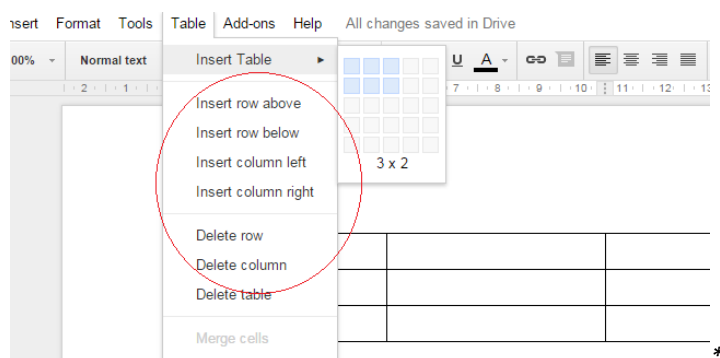 nsert Format Tools Table Add-ons Help All changes saved in Drive
00% Normal text Insert Table U A
2 1 7 8 9 10 11 12 13
Insert row above
Insert row below
Insert column left
3 x 2
Insert column right
Delete row
Delete column
Delete table
Merge cells
*